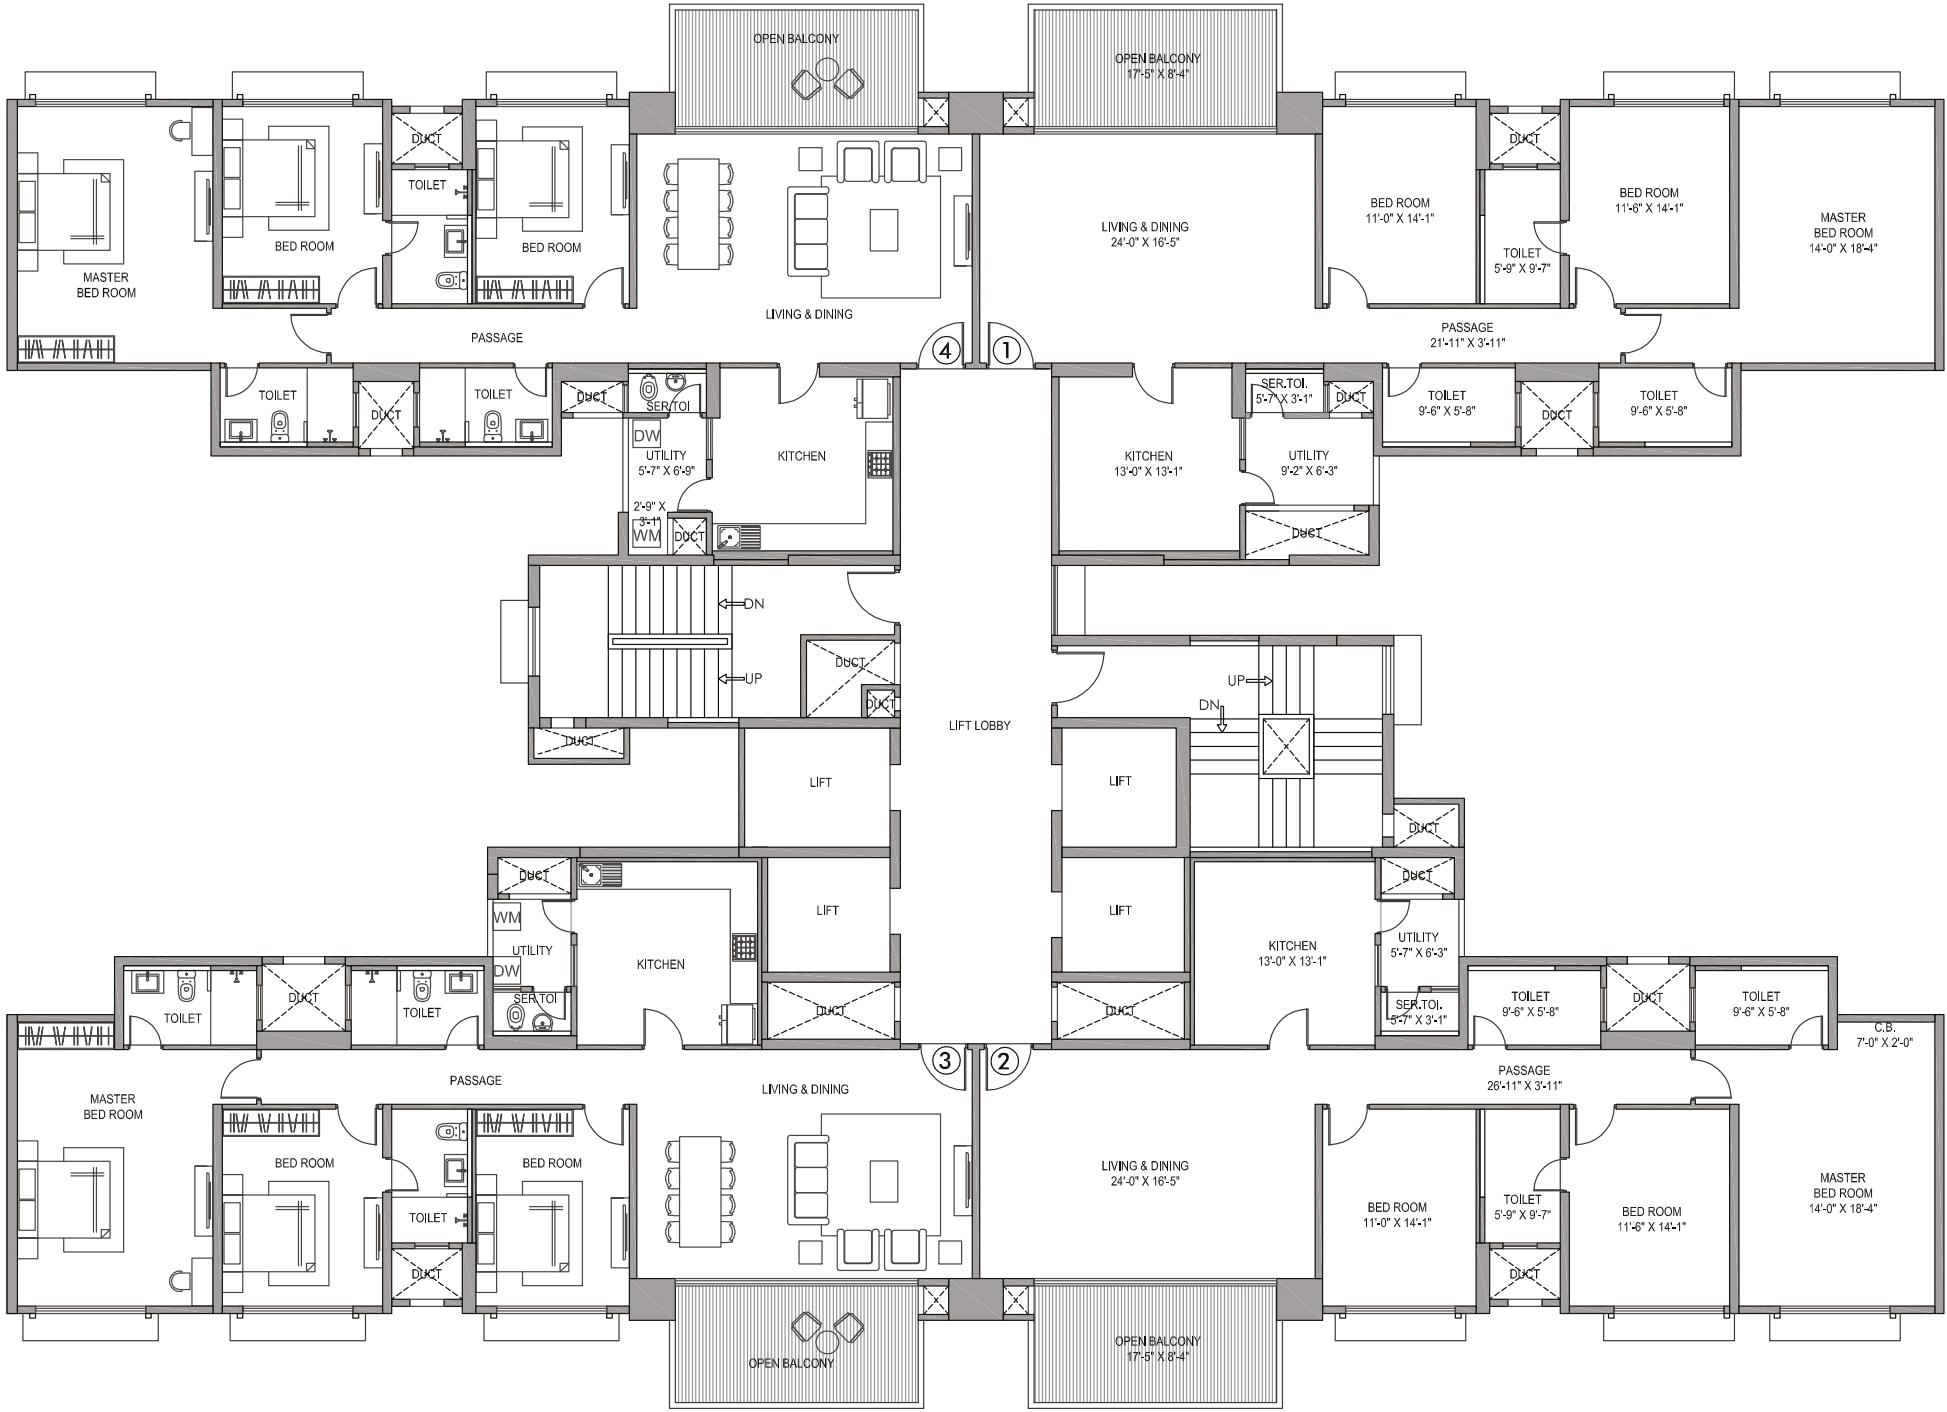 OPEN BALCONY
OPEN BALCONY
17'-5" X 8'-4"
DUCT
TOILET
BED ROOM
BED ROOM
MASTER
BED ROOM
PASSAGE
LIVING & DINING
LIVING & DINING
24'-0" X 16'-5"
BED ROOM
11'-0" X 14'-1"
DUCT
TOILET
5'-9" X 9'-7"
BED ROOM
11'-6" X 14'-1"
MASTER
BED ROOM
14'-0" X 18'-4"
PASSAGE
21'-11" X 3'-11"
4
1
TOILET
DUCT
TOILET
DUCT
SER.TOI
DW
UTILITY
5'-7" X 6'-9"
2'-9" X
3'-1"
WM
DUCT
KITCHEN
KITCHEN
13'-0" X 13'-1"
SER.TOI.
5'-7" X 3'-1"
DUCT
UTILITY
9'-2" X 6'-3"
DUCT
TOILET
9'-6" X 5'-8"
DUCT
TOILET
9'-6" X 5'-8"
DN
UP
DUCT
DUCT
DUCT
LIFT LOBBY
UP
DN
LIFT
LIFT
DUCT
LIFT
LIFT
DUCT
WM
UTILITY
DW
SER.TOI
KITCHEN
DUCT
DUCT
KITCHEN
13'-0" X 13'-1"
DUCT
UTILITY
5'-7" X 6'-3"
SER.TOI.
5'-7" X 3'-1"
TOILET
DUCT
TOILET
TOILET
9'-6" X 5'-8"
DUCT
TOILET
9'-6" X 5'-8"
C.B.
7'-0" X 2'-0"
3
2
PASSAGE
LIVING & DINING
PASSAGE
26'-11" X 3'-11"
MASTER
BED ROOM
BED ROOM
TOILET
DUCT
BED ROOM
LIVING & DINING
24'-0" X 16'-5"
BED ROOM
11'-0" X 14'-1"
TOILET
5'-9" X 9'-7"
DUCT
BED ROOM
11'-6" X 14'-1"
MASTER
BED ROOM
14'-0" X 18'-4"
OPEN BALCONY
OPEN BALCONY
17'-5" X 8'-4"